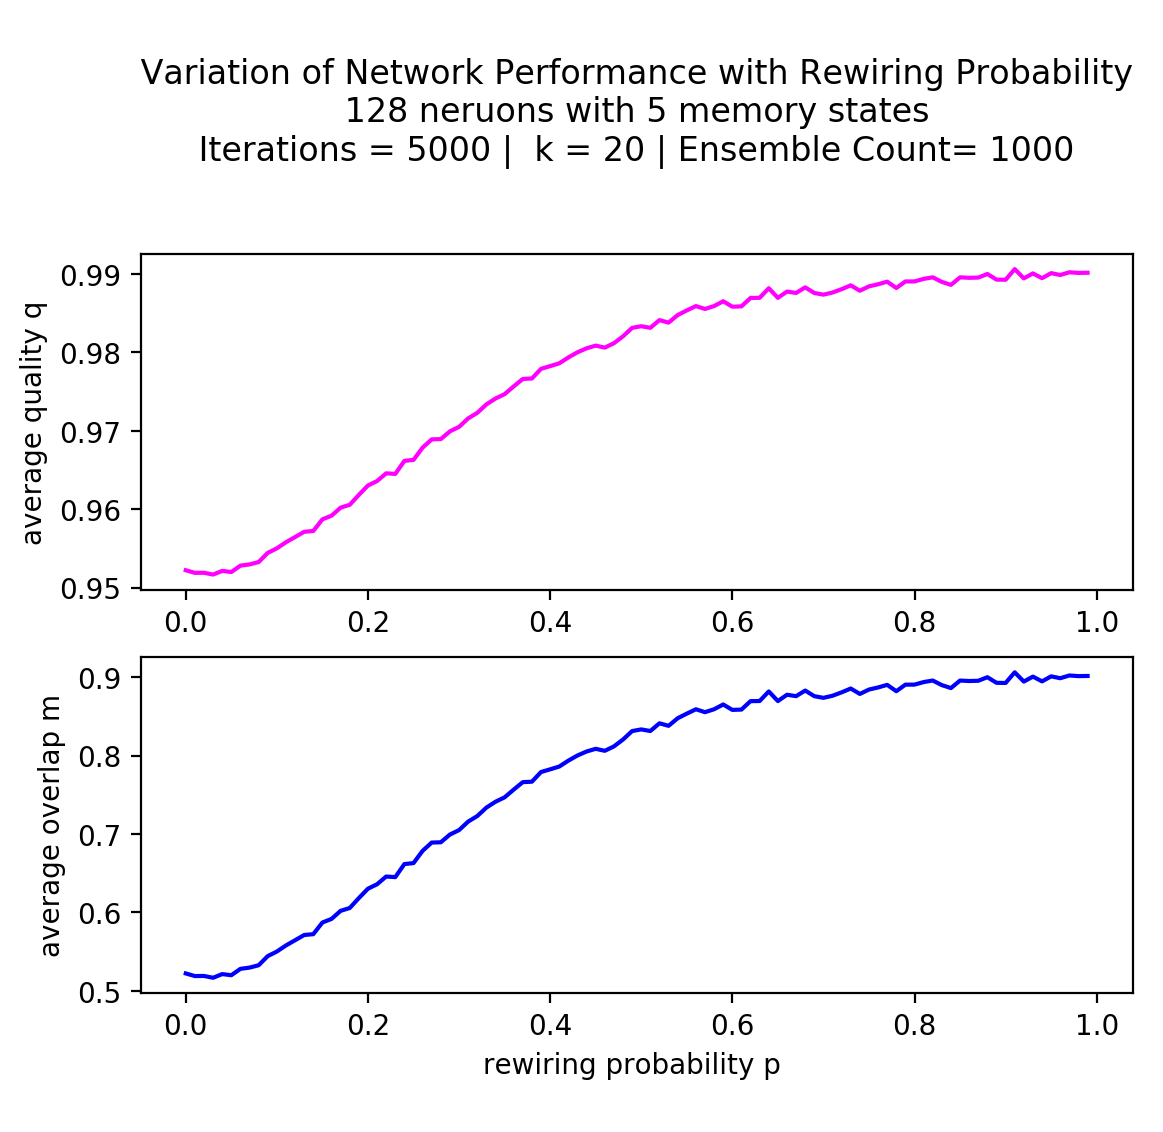 Variation of Network Performance with Rewiring Probability
128 neruons with 5 memory states
Iterations = 5000 |  k = 20 | Ensemble Count= 1000
average quality q
0.99
0.98
0.97
0.96
0.95
0.0 0.2 0.4 0.6 0.8 1.0
average overlap m
0.9
0.8
0.7
0.6
0.5
0.0 0.2 0.4 0.6 0.8 1.0
rewiring probability p